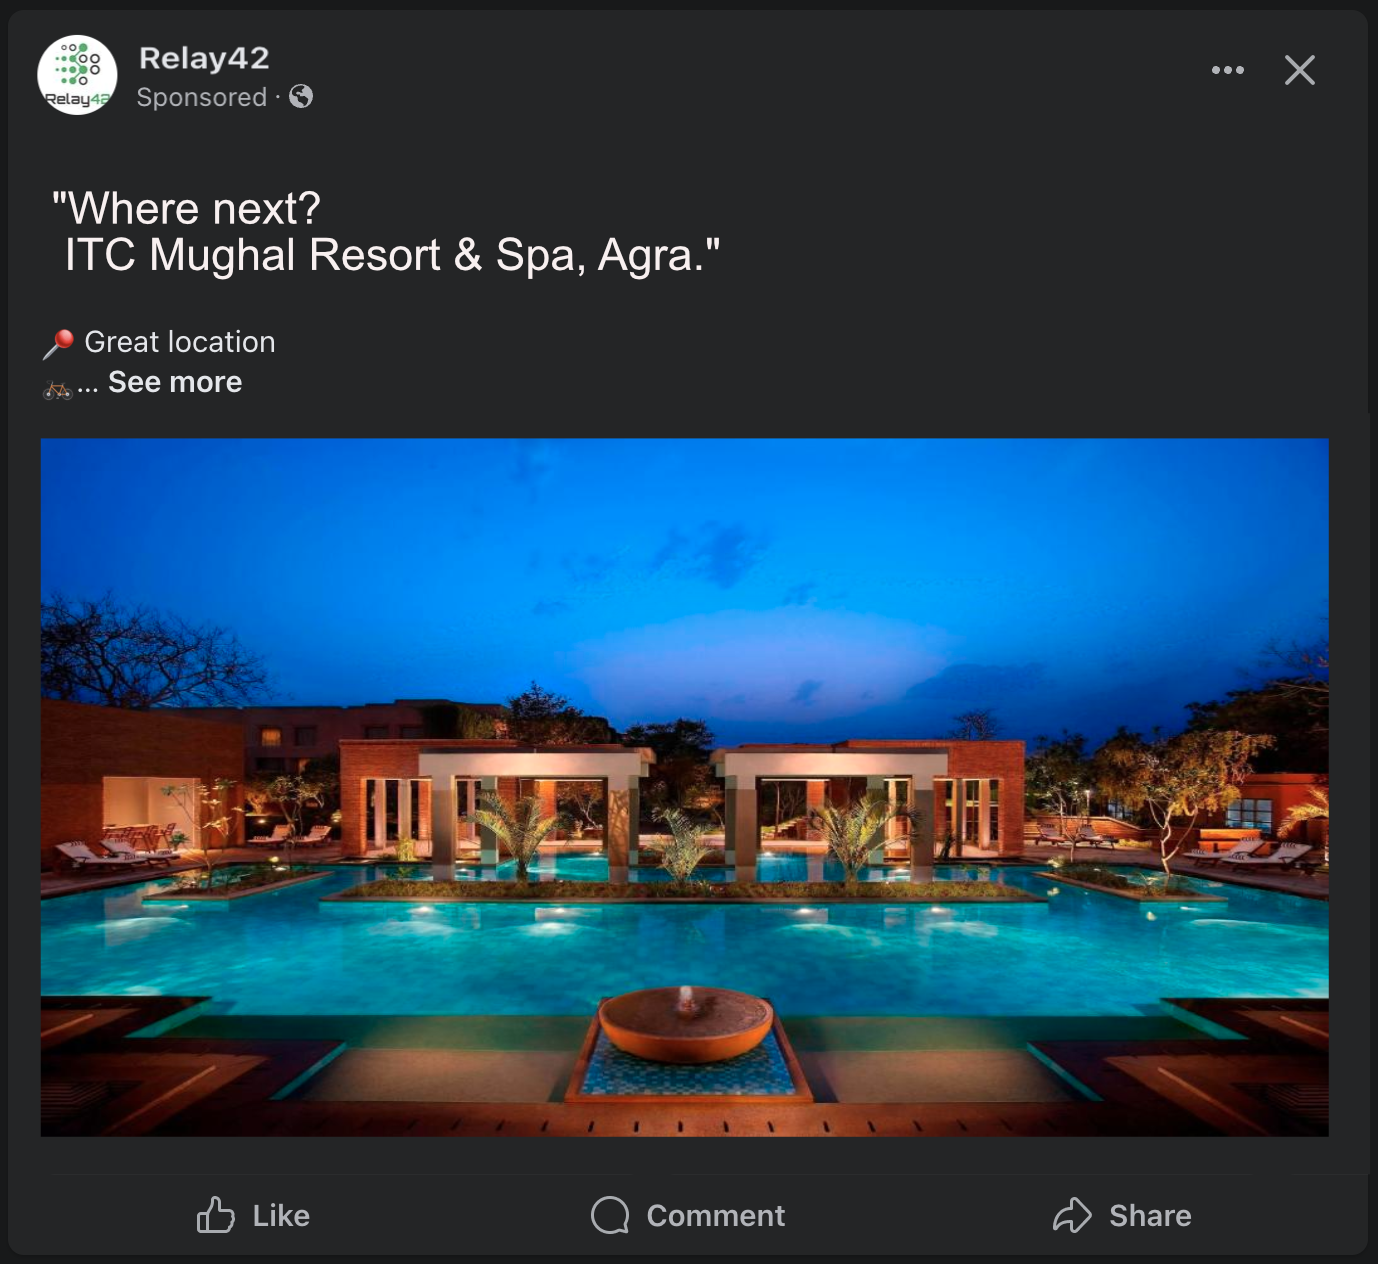 Relay42
Relay42
Sponsored ·
"Where next?
ITC Mughal Resort & Spa, Agra."
Great location
... See more
Like
Comment
Share